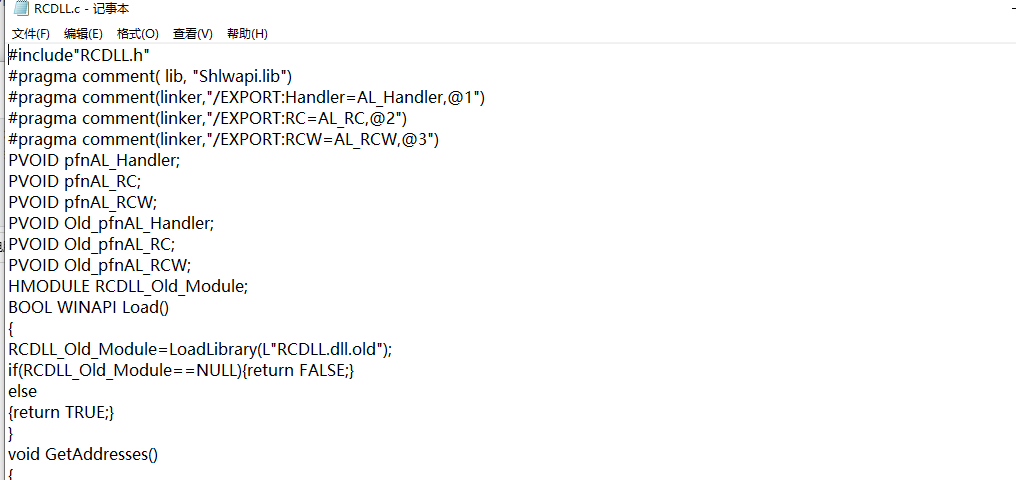 RCDLL.c - 记事本
文件(F) 编辑(E) 格式(O) 查看(V) 帮助(H)
#include"RCDLL.h"
#pragma comment( lib, "Shlwapi.lib")
#pragma comment(linker,"/EXPORT:Handler=AL_Handler,@1")
#pragma comment(linker,"/EXPORT:RC=AL_RC,@2")
#pragma comment(linker,"/EXPORT:RCW=AL_RCW,@3")
PVOID pfnAL_Handler;
PVOID pfnAL_RC;
PVOID pfnAL_RCW;
PVOID Old_pfnAL_Handler;
PVOID Old_pfnAL_RC;
PVOID Old_pfnAL_RCW;
HMODULE RCDLL_Old_Module;
BOOL WINAPI Load()
{
RCDLL_Old_Module=LoadLibrary(L"RCDLL.dll.old");
if(RCDLL_Old_Module==NULL){return FALSE;}
else
{return TRUE;}
}
void GetAddresses()
{